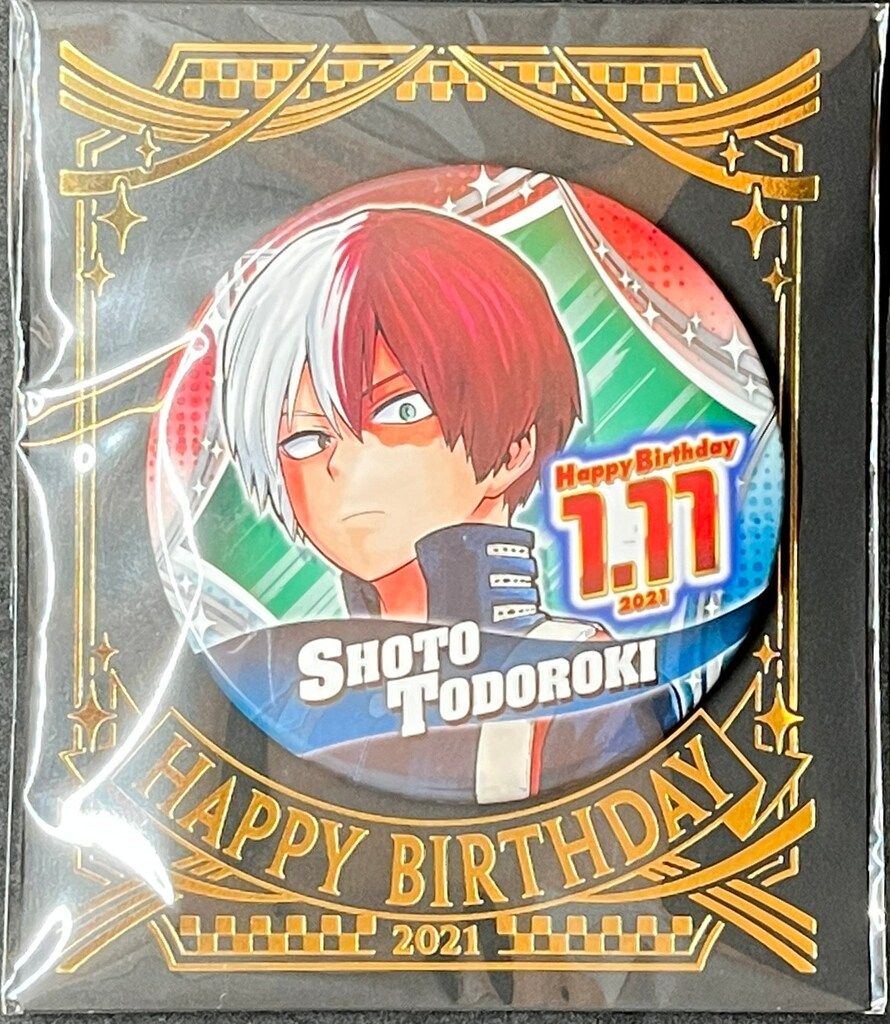 Happy Birthday
1.11
2021
SHOTO
TODOROKI
HAPPY BIRTHDAY
2021